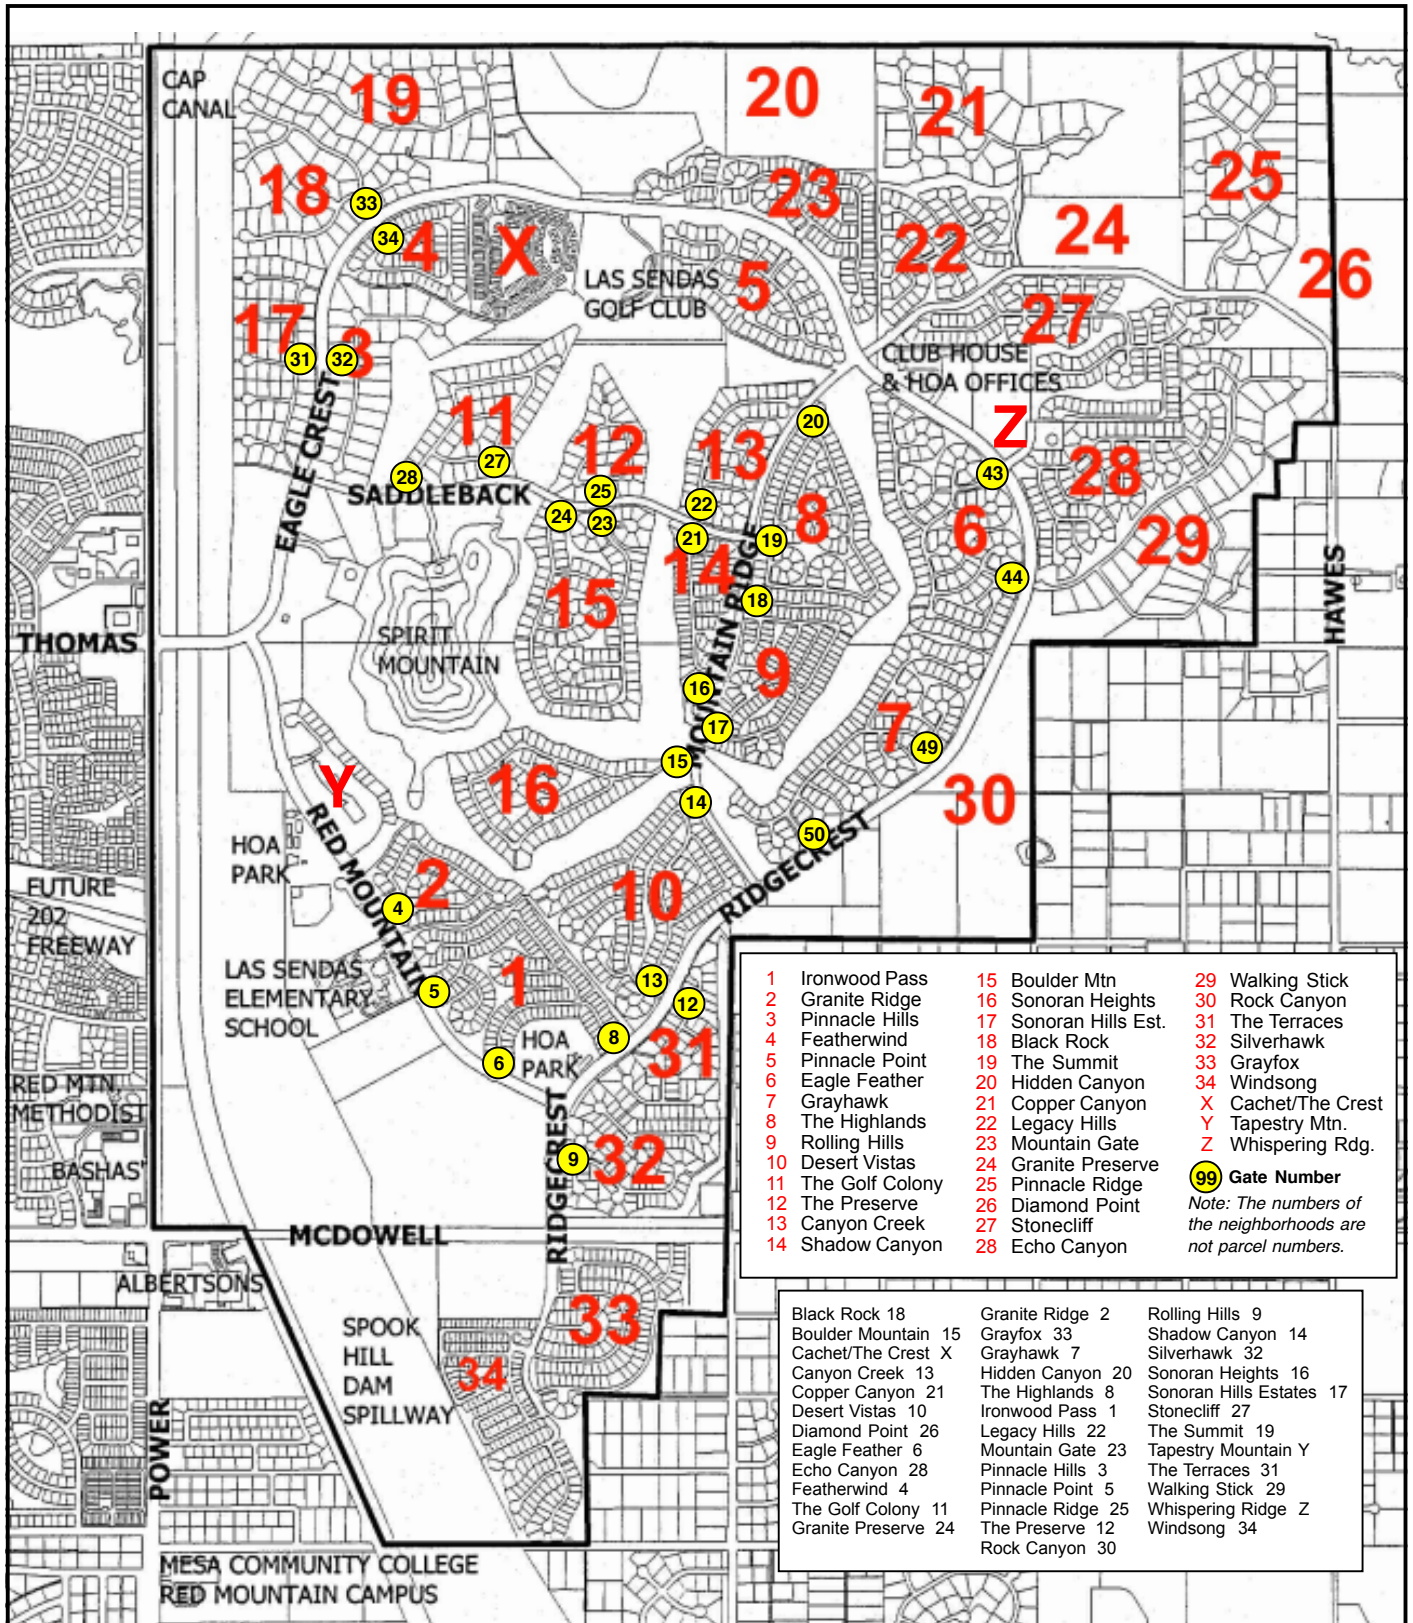 CAP
CANAL
19
20
21
25
18
33
23
34
4
X
22
24
26
LAS SENDAS
GOLF CLUB
5
17
31
32
3
27
CLUB HOUSE
& HOA OFFICES
EAGLE CREST
11
27
28
SADDLEBACK
12
25
24
23
13
20
22
21
14
19
8
MOUNTAIN RIDGE
18
Z
43
6
44
28
29
HAWES
THOMAS
SPIRIT
MOUNTAIN
15
16
17
9
15
14
7
49
50
30
RIDGECREST
Y
16
RED MOUNTAIN
HOA
PARK
2
4
10
FUTURE
202
FREEWAY
LAS SENDAS
ELEMENTARY
SCHOOL
5
1
13
12
6
HOA
PARK
8
31
RED MTN.
METHODIST
BASHAS'
RIDGECREST
9
32
MCDOWELL
ALBERTSONS
SPOOK
HILL
DAM
SPILLWAY
33
34
POWER
MESA COMMUNITY COLLEGE
RED MOUNTAIN CAMPUS
1 Ironwood Pass
2 Granite Ridge
3 Pinnacle Hills
4 Featherwind
5 Pinnacle Point
6 Eagle Feather
7 Grayhawk
8 The Highlands
9 Rolling Hills
10 Desert Vistas
11 The Golf Colony
12 The Preserve
13 Canyon Creek
14 Shadow Canyon
15 Boulder Mtn
16 Sonoran Heights
17 Sonoran Hills Est.
18 Black Rock
19 The Summit
20 Hidden Canyon
21 Copper Canyon
22 Legacy Hills
23 Mountain Gate
24 Granite Preserve
25 Pinnacle Ridge
26 Diamond Point
27 Stonecliff
28 Echo Canyon
29 Walking Stick
30 Rock Canyon
31 The Terraces
32 Silverhawk
33 Grayfox
34 Windsong
X Cachet/The Crest
Y Tapestry Mtn.
Z Whispering Rdg.
99 Gate Number
Note: The numbers of
the neighborhoods are
not parcel numbers.
Black Rock 18
Boulder Mountain 15
Cachet/The Crest X
Canyon Creek 13
Copper Canyon 21
Desert Vistas 10
Diamond Point 26
Eagle Feather 6
Echo Canyon 28
Featherwind 4
The Golf Colony 11
Granite Preserve 24
Granite Ridge 2
Grayfox 33
Grayhawk 7
Hidden Canyon 20
The Highlands 8
Ironwood Pass 1
Legacy Hills 22
Mountain Gate 23
Pinnacle Hills 3
Pinnacle Point 5
Pinnacle Ridge 25
The Preserve 12
Rock Canyon 30
Rolling Hills 9
Shadow Canyon 14
Silverhawk 32
Sonoran Heights 16
Sonoran Hills Estates 17
Stonecliff 27
The Summit 19
Tapestry Mountain Y
The Terraces 31
Walking Stick 29
Whispering Ridge Z
Windsong 34